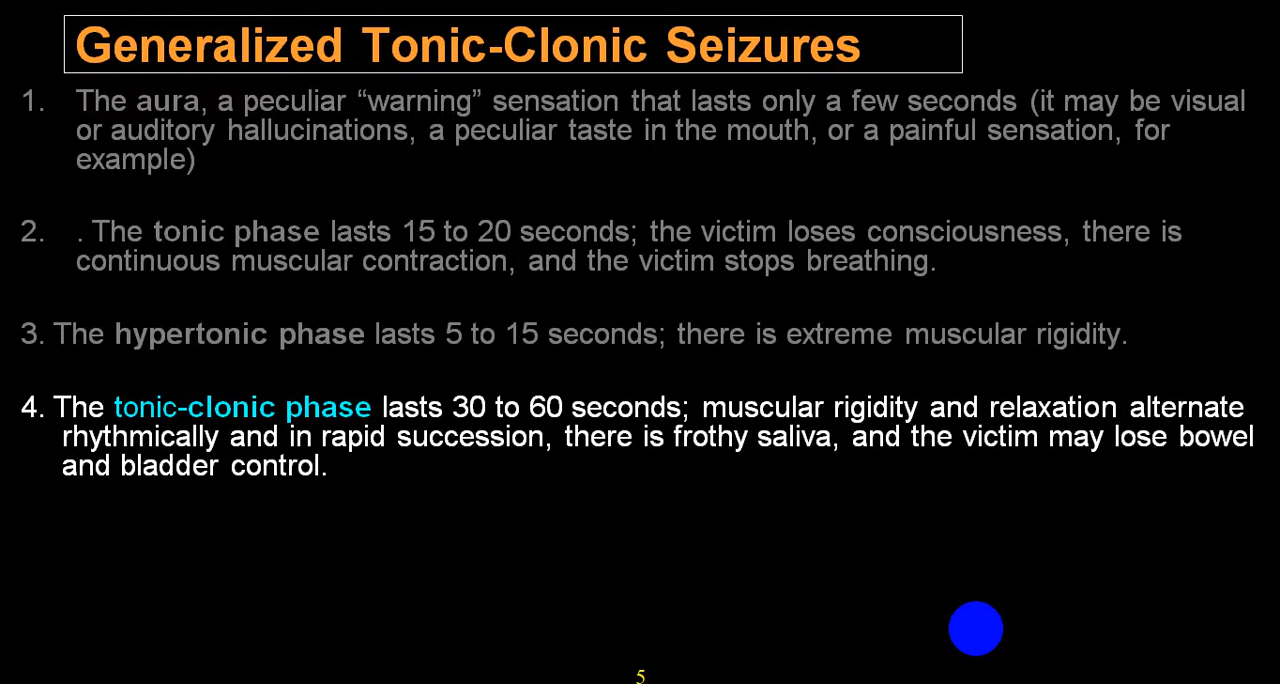 Generalized Tonic-Clonic Seizures
1. The aura, a peculiar “warning” sensation that lasts only a few seconds (it may be visual
or auditory hallucinations, a peculiar taste in the mouth, or a painful sensation, for
example)
2. . The tonic phase lasts 15 to 20 seconds; the victim loses consciousness, there is
continuous muscular contraction, and the victim stops breathing.
3. The hypertonic phase lasts 5 to 15 seconds; there is extreme muscular rigidity.
4. The tonic-clonic phase lasts 30 to 60 seconds; muscular rigidity and relaxation alternate
rhythmically and in rapid succession, there is frothy saliva, and the victim may lose bowel
and bladder control.
5